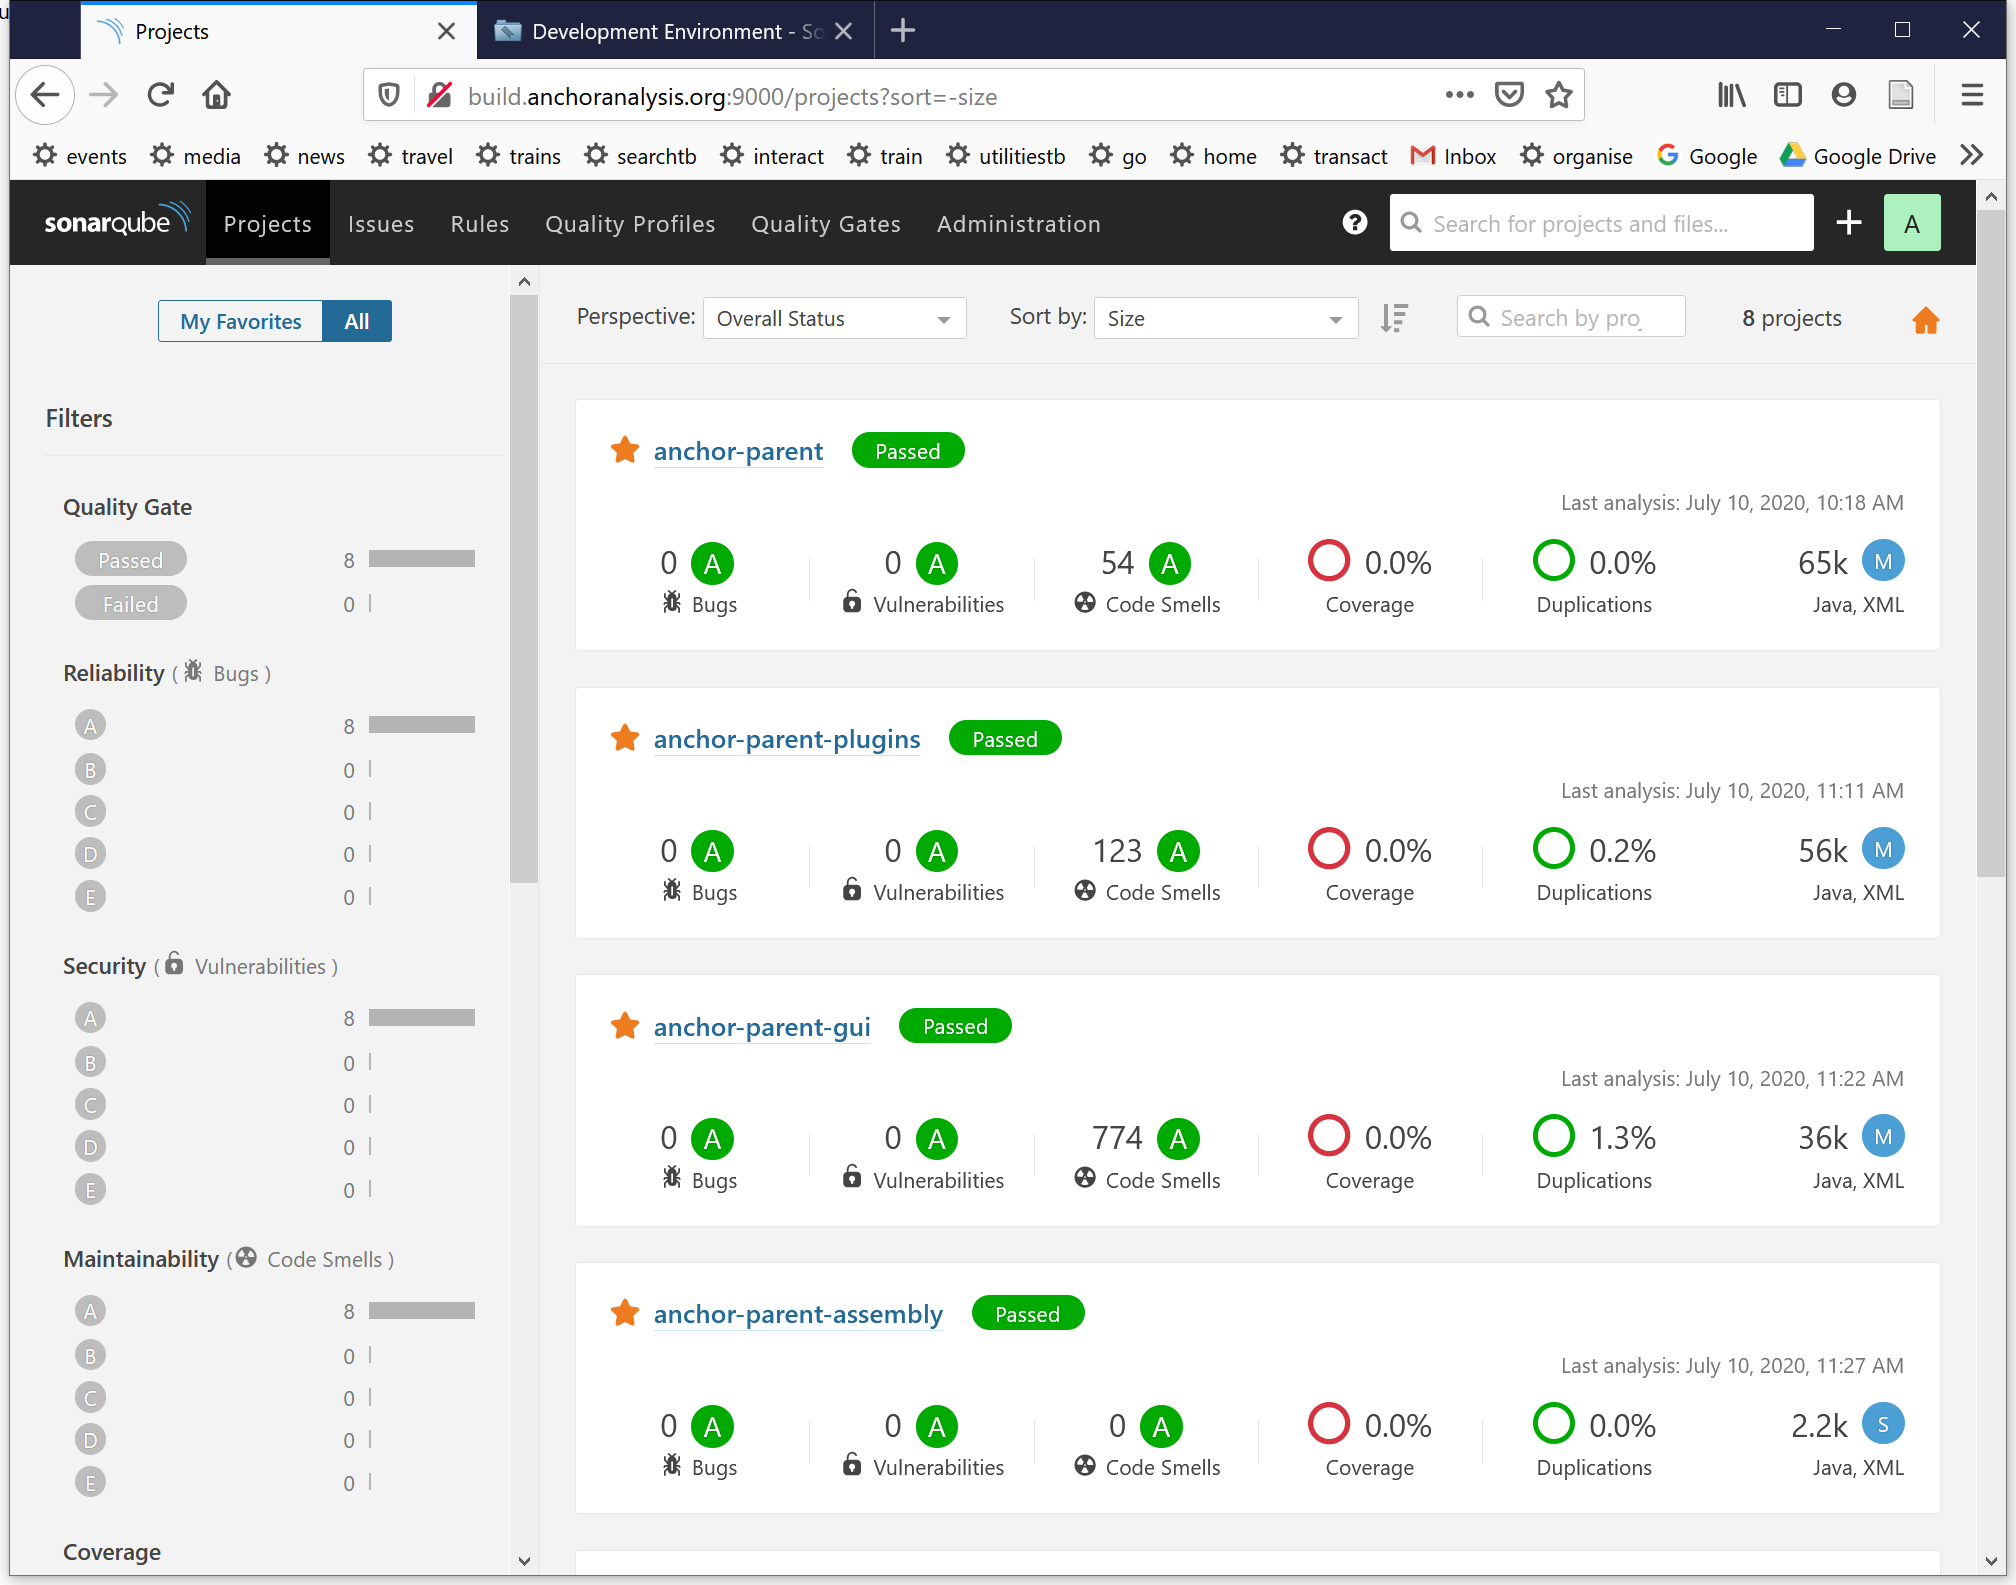 Projects
Development Environment - So
build.anchoranalysis.org:9000/projects?sort=-size
events media news travel trains searchtb interact train utilitiestb go home transact Inbox organise Google Google Drive
sonarqube Projects Issues Rules Quality Profiles Quality Gates Administration Search for projects and files... A
My Favorites All
Perspective: Overall Status Sort by: Size Search by proj 8 projects
Filters
Quality Gate
Passed 8
Failed 0
Reliability ( Bugs )
A 8
B 0
C 0
D 0
E 0
Security ( Vulnerabilities )
A 8
B 0
C 0
D 0
E 0
Maintainability ( Code Smells )
A 8
B 0
C 0
D 0
E 0
Coverage
anchor-parent Passed
Last analysis: July 10, 2020, 10:18 AM
0 A 0 A 54 A 0.0% 0.0% 65k M
Bugs Vulnerabilities Code Smells Coverage Duplications Java, XML
anchor-parent-plugins Passed
Last analysis: July 10, 2020, 11:11 AM
0 A 0 A 123 A 0.0% 0.2% 56k M
Bugs Vulnerabilities Code Smells Coverage Duplications Java, XML
anchor-parent-gui Passed
Last analysis: July 10, 2020, 11:22 AM
0 A 0 A 774 A 0.0% 1.3% 36k M
Bugs Vulnerabilities Code Smells Coverage Duplications Java, XML
anchor-parent-assembly Passed
Last analysis: July 10, 2020, 11:27 AM
0 A 0 A 0 A 0.0% 0.0% 2.2k S
Bugs Vulnerabilities Code Smells Coverage Duplications Java, XML